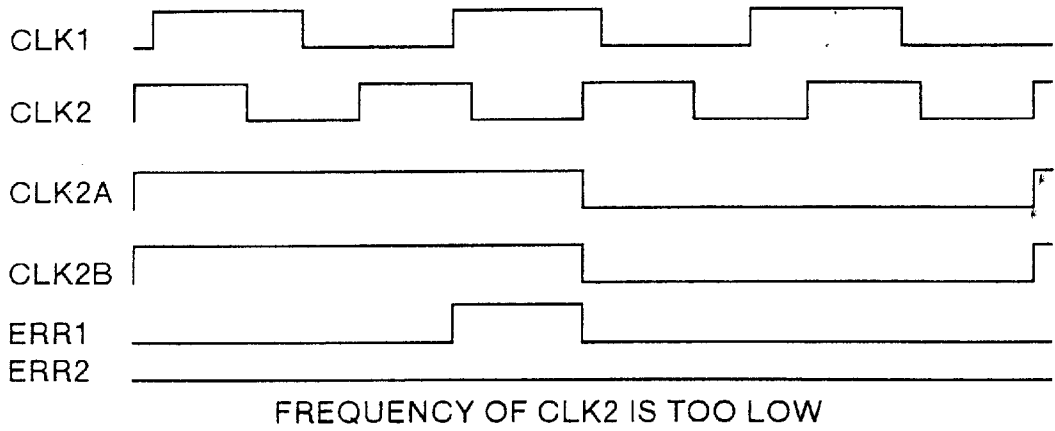 CLK1
CLK2
CLK2A
CLK2B
ERR1
ERR2
FREQUENCY OF CLK2 IS TOO LOW